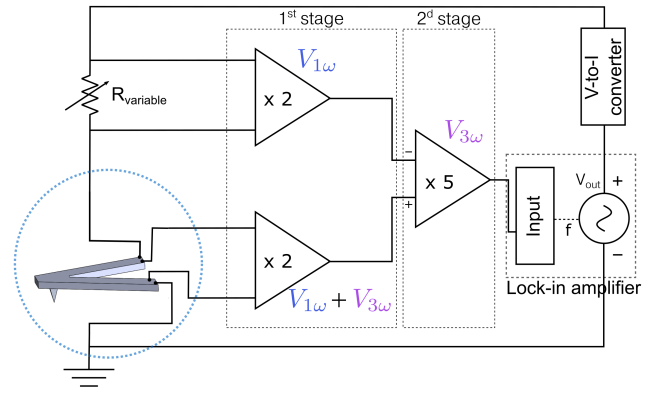 1st stage
2d stage
V1ω
x 2
Rvariable
V-to-I
converter
V3ω
−
x 5
+
Input
Vout
+
f
−
x 2
V1ω + V3ω
Lock-in amplifier